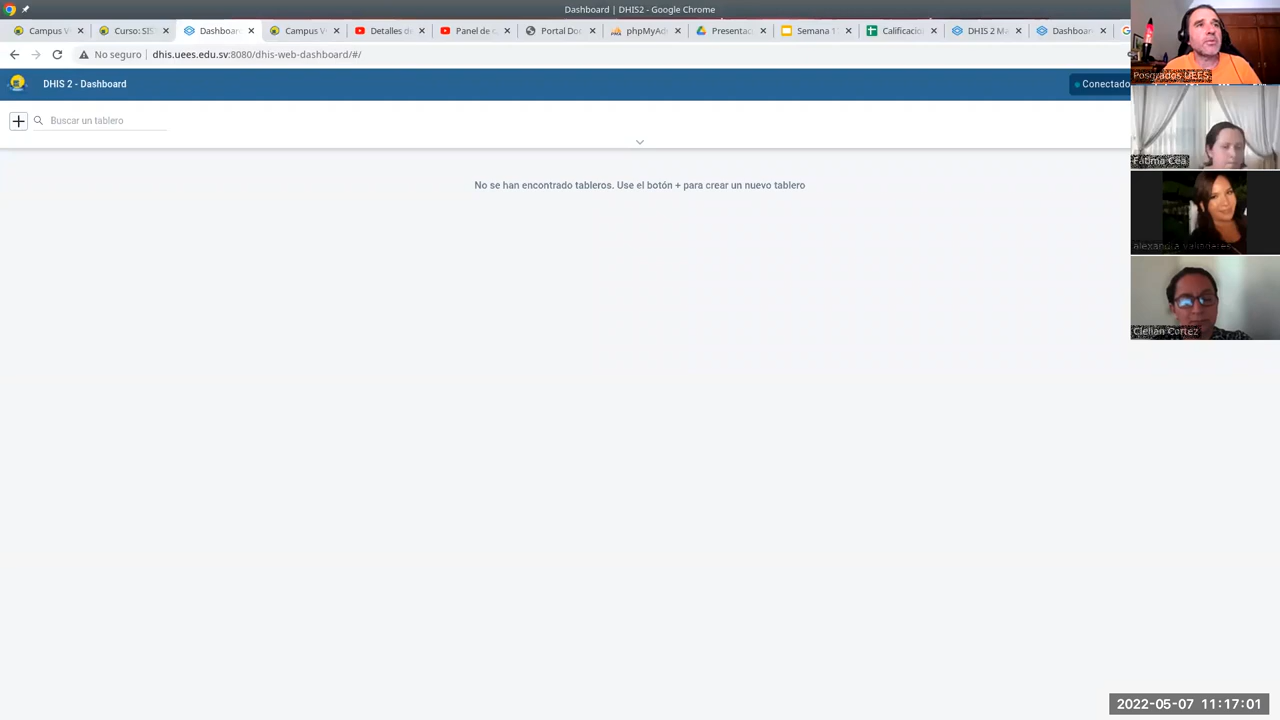 Dashboard | DHIS2 - Google Chrome
Campus V
Curso: SIS
Dashboard
Campus V
Detalles de
Panel de C
Portal Doc
phpMyAd
Presentac
Semana 1
Calificacio
DHIS 2 M
Dashboar
No seguro
dhis.uees.edu.sv:8080/dhis-web-dashboard/#/
DHIS 2 - Dashboard
Conectado
Buscar un tablero
No se han encontrado tableros. Use el botón + para crear un nuevo tablero
Posgrados UEES
Fatima Cea
Clelian Cortez
2022-05-07 11:17:01